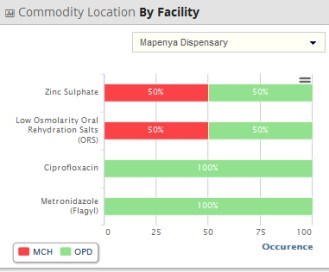 Commodity Location By Facility
Mapenya Dispensary
Zinc Sulphate 50% 50%
Low Osmolarity Oral
Rehydration Salts 50% 50%
(ORS)
Ciprofloxacin 100%
Metronidazole 100%
(Flagyl)
0 25 50 75 100
MCH OPD Occurence